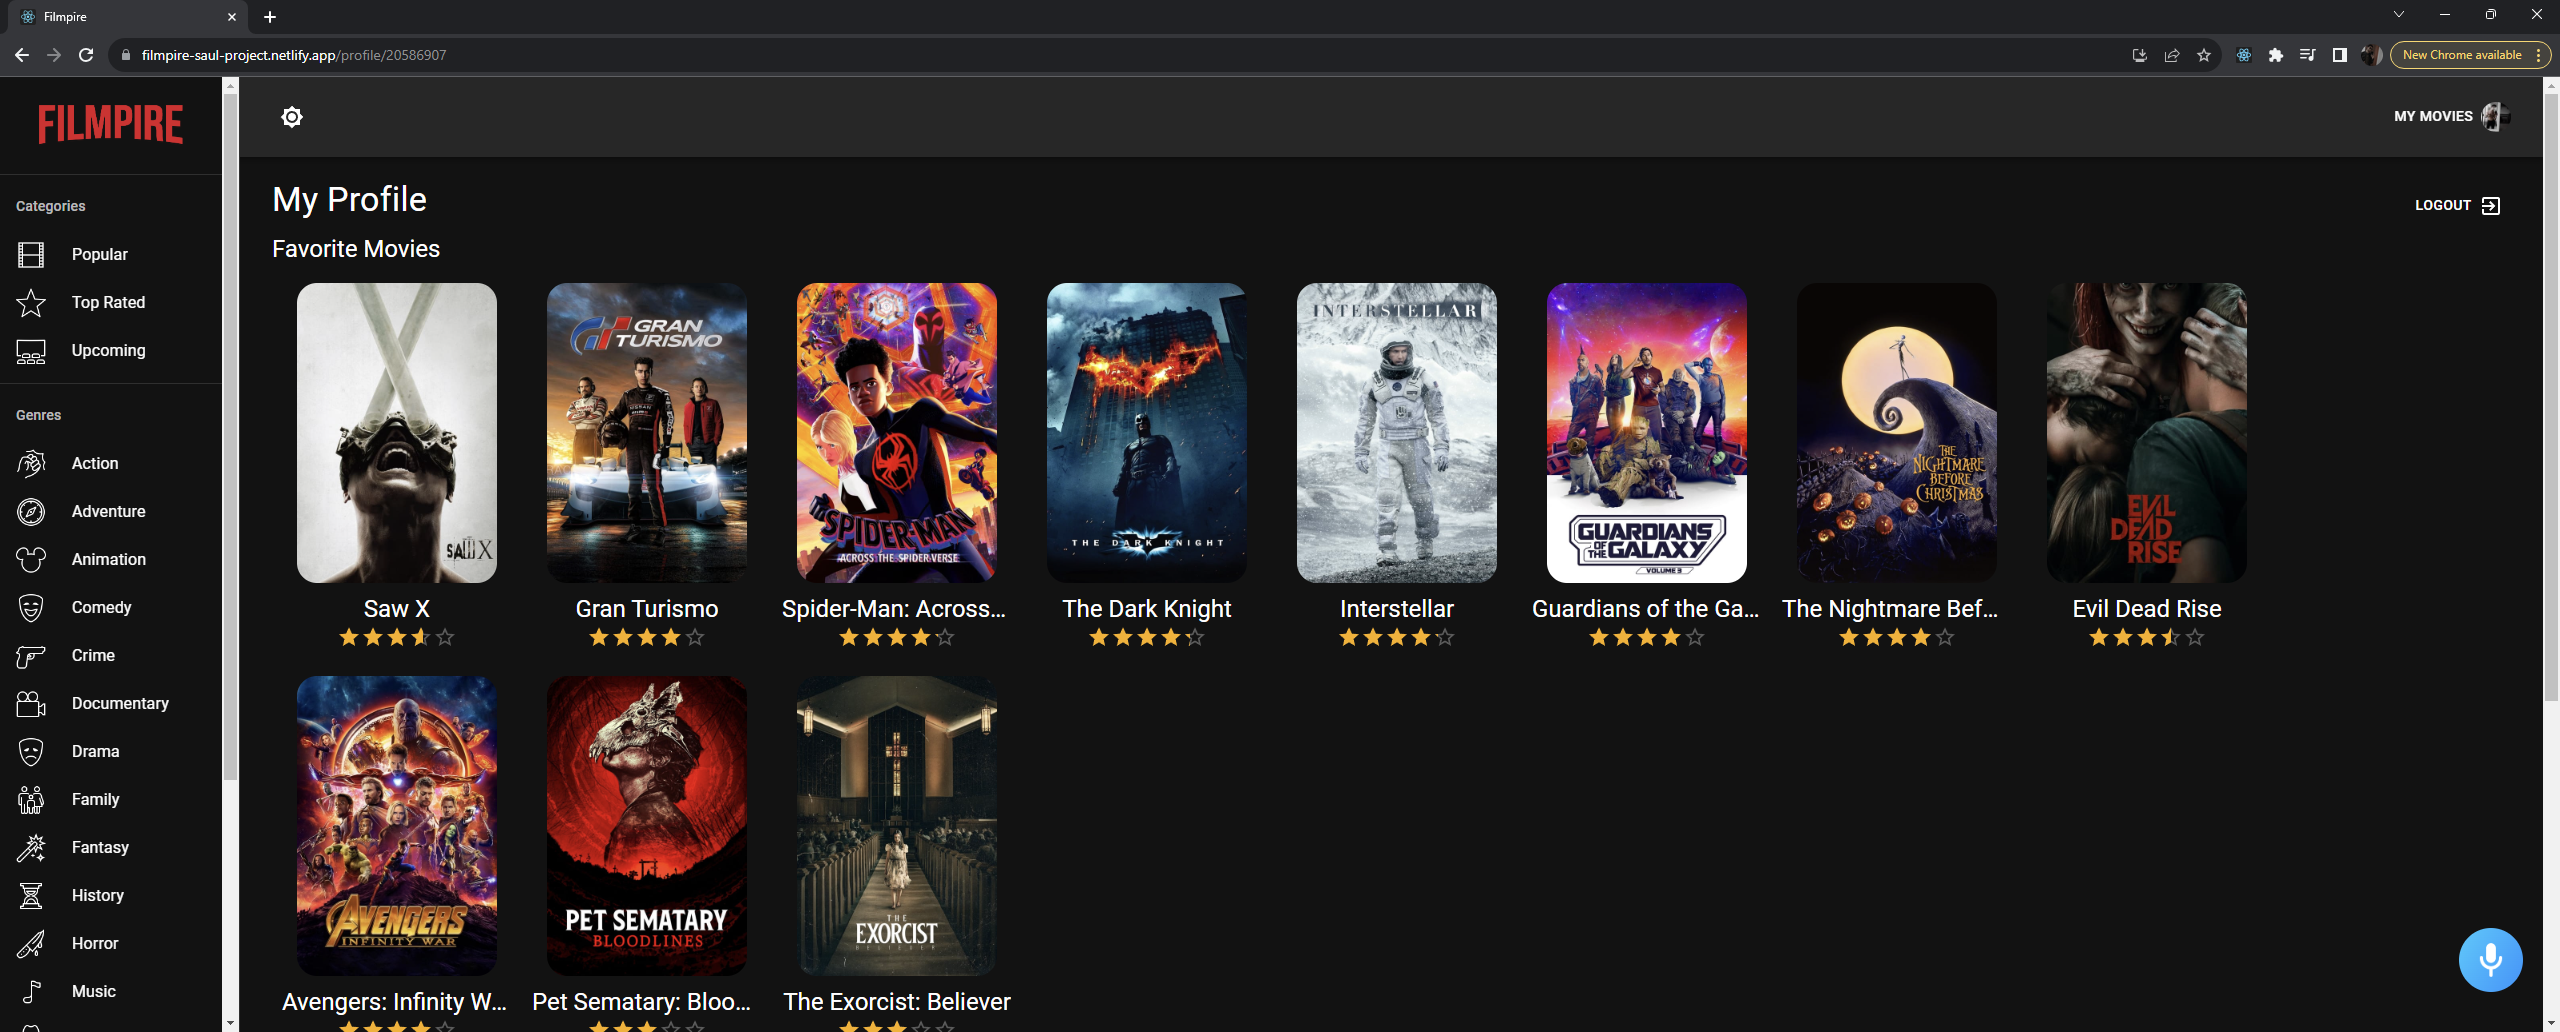 Filmpire
filmpire-saul-project.netlify.app/profile/20586907
New Chrome available
FILMPIRE
MY MOVIES
Categories
Popular
Top Rated
Upcoming
Genres
Action
Adventure
Animation
Comedy
Crime
Documentary
Drama
Family
Fantasy
History
Horror
Music
My Profile
LOGOUT
Favorite Movies
SAW X
GRAN
TURISMO
SPIDER-MAN
ACROSS THE SPIDER-VERSE
THE DARK KNIGHT
INTERSTELLAR
GUARDIANS
OF THE
GALAXY
VOLUME 3
THE
NIGHTMARE
BEFORE
CHRISTMAS
EVIL
DEAD
RISE
Saw X
Gran Turismo
Spider-Man: Across...
The Dark Knight
Interstellar
Guardians of the Ga...
The Nightmare Bef...
Evil Dead Rise
AVENGERS
INFINITY WAR
PET SEMATARY
BLOODLINES
THE
EXORCIST
BELIEVER
Avengers: Infinity W...
Pet Sematary: Bloo...
The Exorcist: Believer